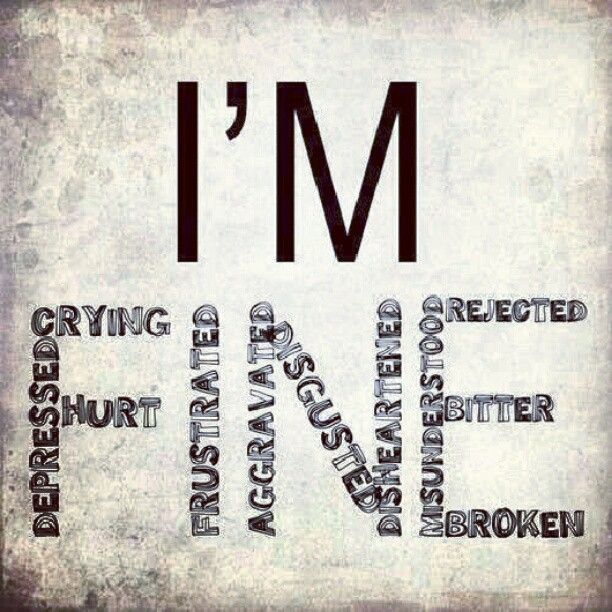 I'M
DEPRESSED
CRYING
HURT
FRUSTRATED
AGGRAVATED
DISGUSTED
DISHEARTENED
MISUNDERSTOOD
REJECTED
BITTER
BROKEN